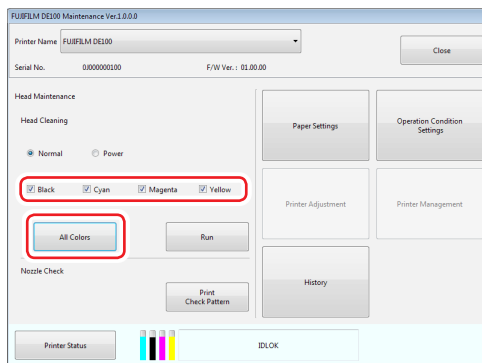 FUJIFILM DE100 Maintenance Ver.1.0.0.0
Printer Name FUJIFILM DE100
Close
Serial No. 0J000000100 F/W Ver. : 01.00.00
Head Maintenance
Head Cleaning
Normal Power
Black Cyan Magenta Yellow
All Colors Run
Nozzle Check
Print
Check Pattern
Paper Settings
Operation Condition
Settings
Printer Adjustment
Printer Management
History
Printer Status
IDLOK